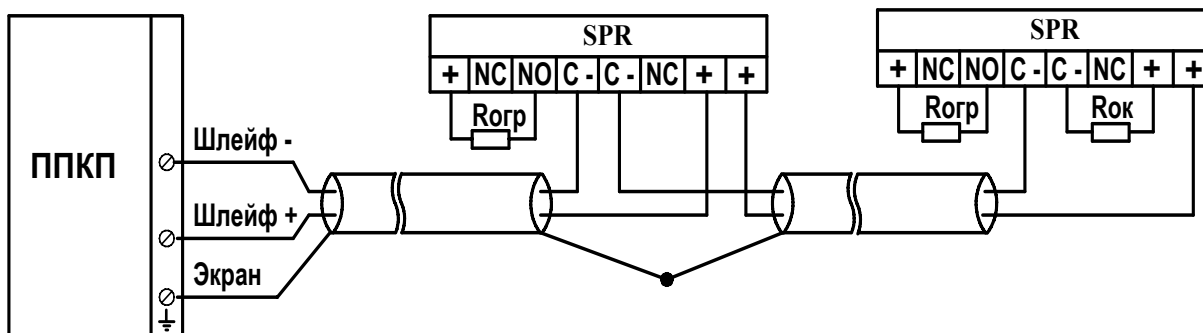 ППКП
Шлейф -
Шлейф +
Экран
SPR
+ NC NO C - C - NC + +
Rогр
SPR
+ NC NO C - C - NC + +
Rогр
Rок